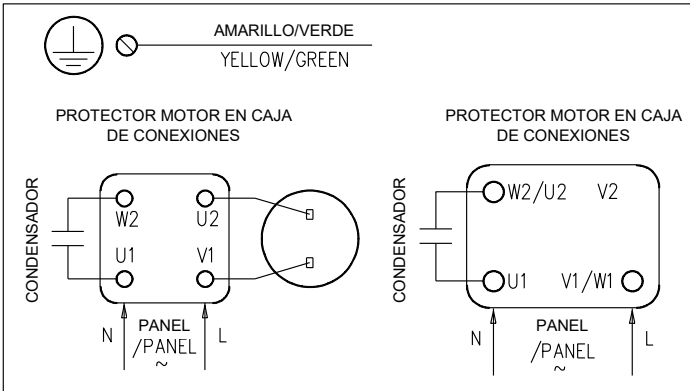 AMARILLO/VERDE
YELLOW/GREEN
PROTECTOR MOTOR EN CAJA
DE CONEXIONES
CONDENSADOR
W2 U2
U1 V1
N PANEL L
/PANEL
~
PROTECTOR MOTOR EN CAJA
DE CONEXIONES
CONDENSADOR
W2/U2 V2
U1 V1/W1
N PANEL L
/PANEL
~